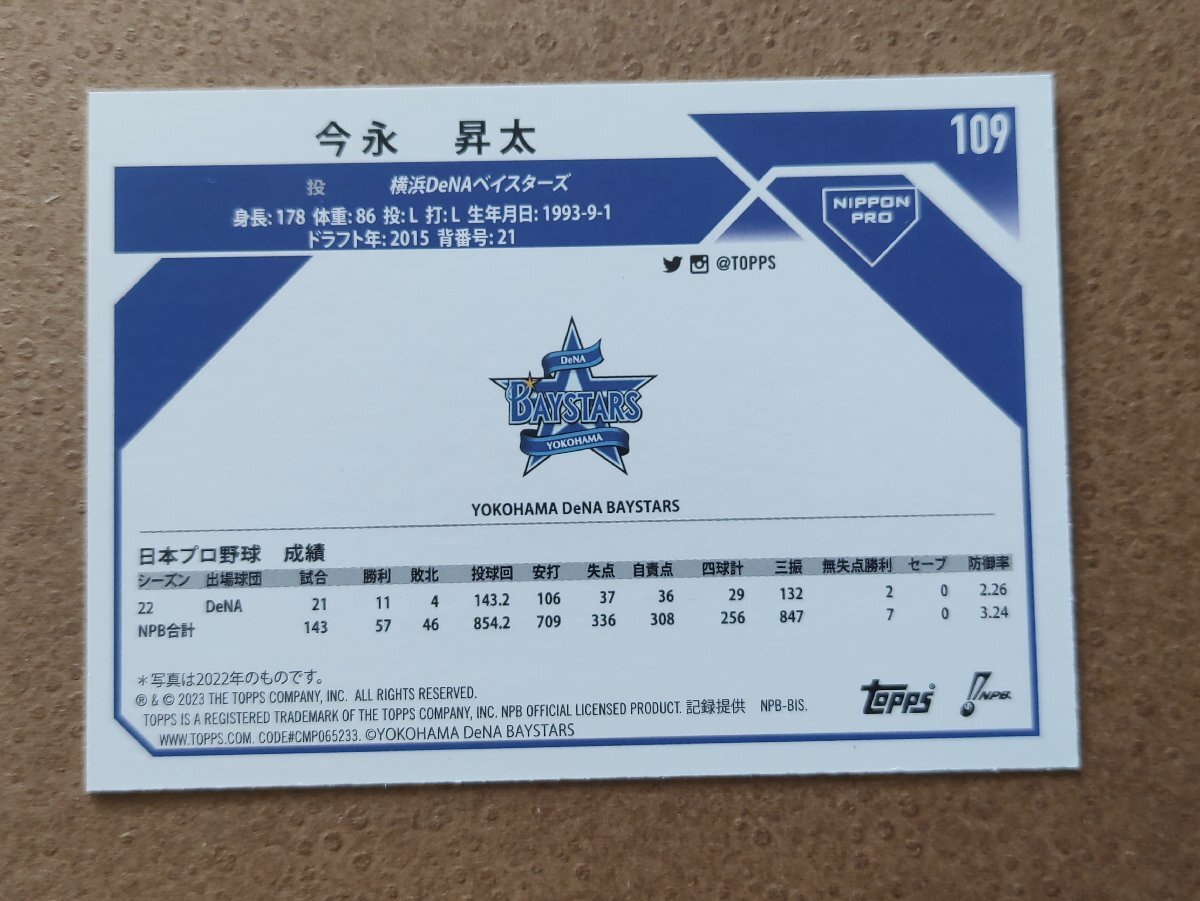 109
今永 昇太
投 横浜DeNAベイスターズ
身長: 178 体重: 86 投: L 打: L 生年月日: 1993-9-1
ドラフト年: 2015 背番号: 21
NIPPON
PRO
@TOPPS
DeNA
BAYSTARS
YOKOHAMA
YOKOHAMA DeNA BAYSTARS
日本プロ野球 成績
シーズン 出場球団 試合 勝利 敗北 投球回 安打 失点 自責点 四球計 三振 無失点勝利 セーブ 防御率
22 DeNA 21 11 4 143.2 106 37 36 29 132 2 0 2.26
NPB合計 143 57 46 854.2 709 336 308 256 847 7 0 3.24
＊写真は2022年のものです。
® & © 2023 THE TOPPS COMPANY, INC. ALL RIGHTS RESERVED.
TOPPS IS A REGISTERED TRADEMARK OF THE TOPPS COMPANY, INC. NPB OFFICIAL LICENSED PRODUCT. 記録提供 NPB-BIS.
WWW.TOPPS.COM. CODE#CMP065233. ©YOKOHAMA DeNA BAYSTARS
Topps®
NPB.